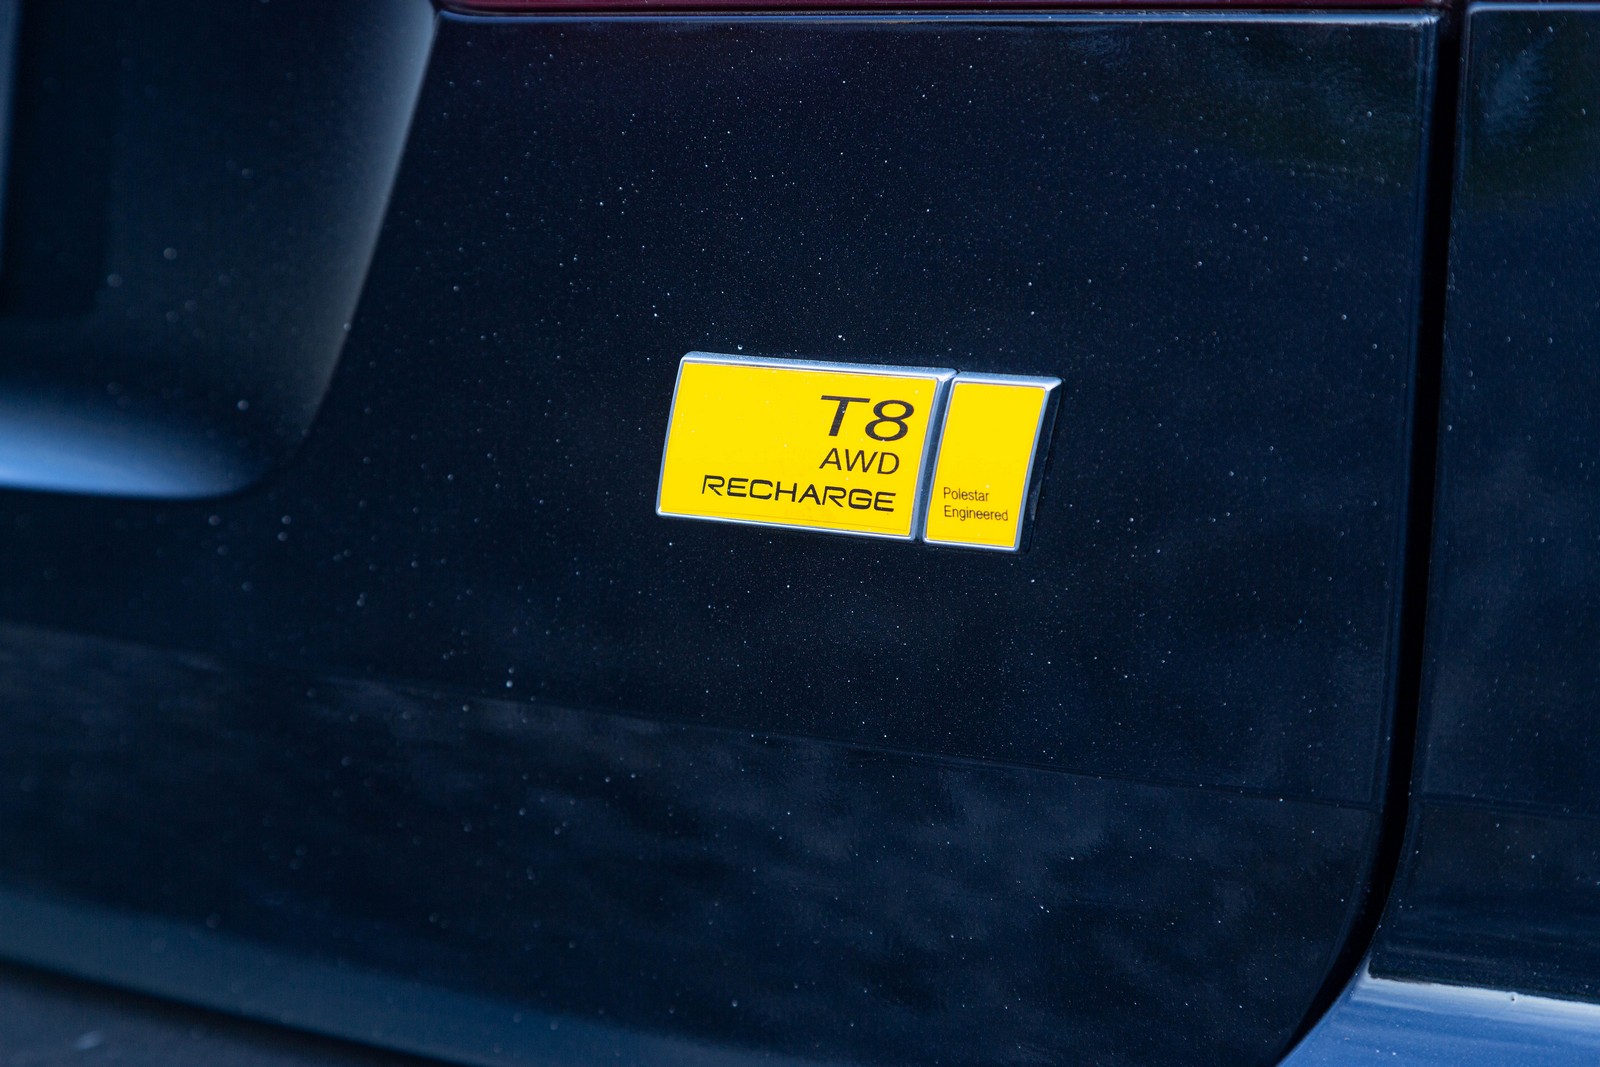 T8
AWD
RECHARGE
Polestar
Engineered